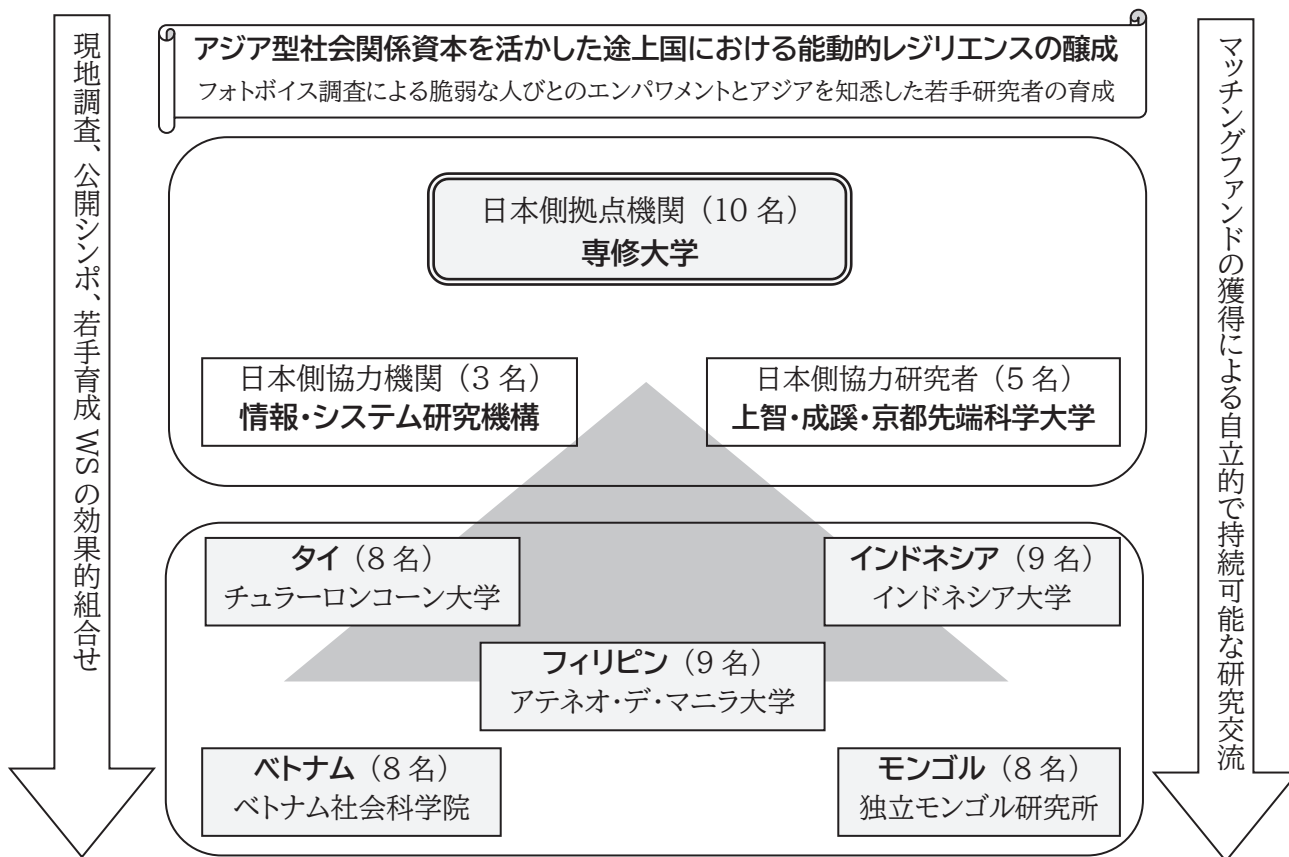 アジア型社会関係資本を活かした途上国における能動的レジリエンスの醸成
フォトボイス調査による脆弱な人びとのエンパワメントとアジアを知悉した若手研究者の育成
現地調査、公開シンポ、若手育成 WS の効果的組合せ
日本側拠点機関（10 名）
専修大学
日本側協力機関（3 名）
情報・システム研究機構
日本側協力研究者（5 名）
上智・成蹊・京都先端科学大学
タイ（8 名）
チュラーロンコーン大学
インドネシア（9 名）
インドネシア大学
フィリピン（9 名）
アテネオ・デ・マニラ大学
ベトナム（8 名）
ベトナム社会科学院
モンゴル（8 名）
独立モンゴル研究所
マッチングファンドの獲得による自立的で持続可能な研究交流